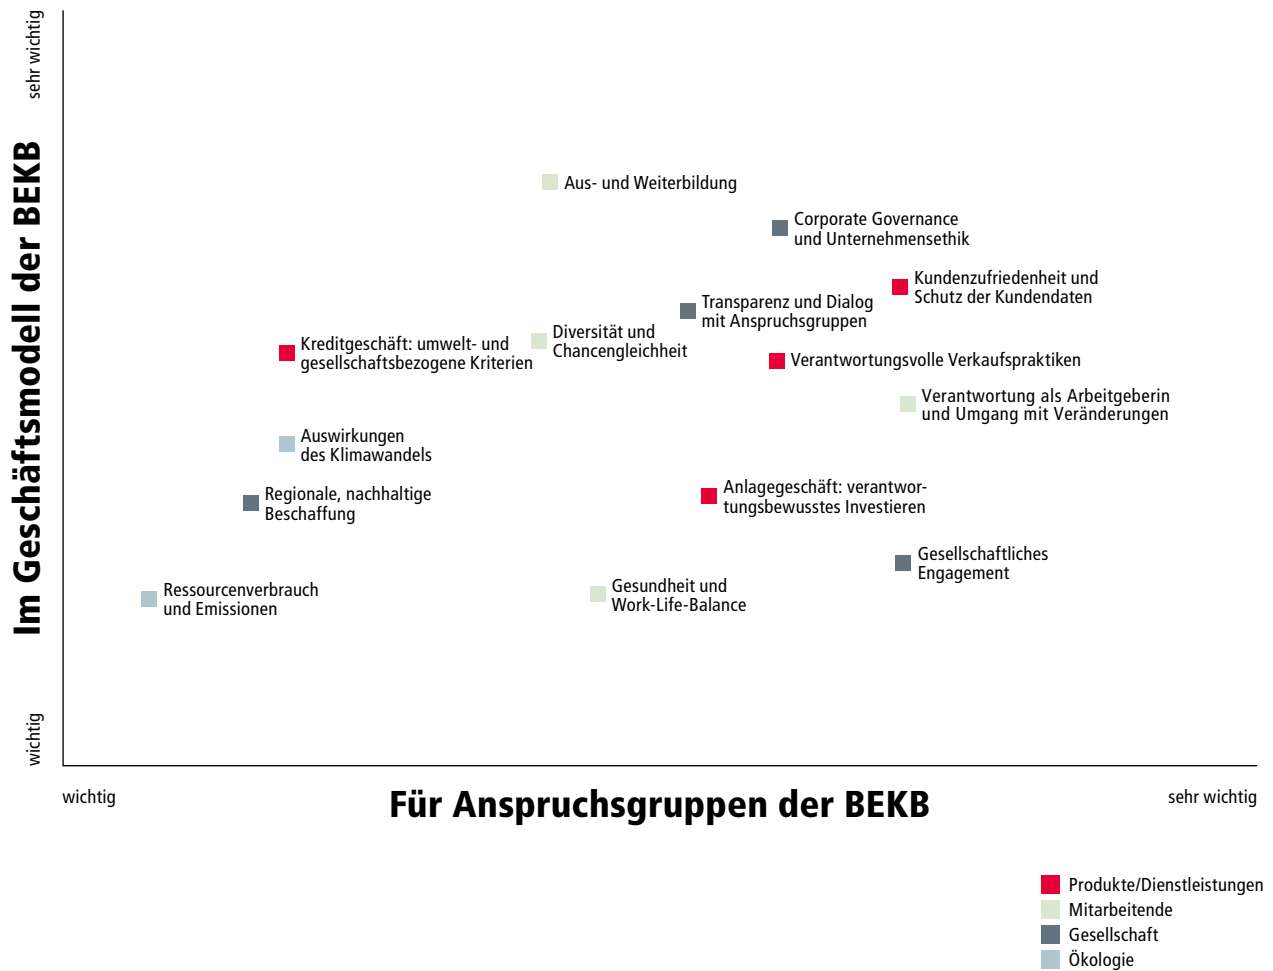 sehr wichtig
Im Geschäftsmodell der BEKB
wichtig
Aus- und Weiterbildung
Corporate Governance
und Unternehmensethik
Kundenzufriedenheit und
Schutz der Kundendaten
Transparenz und Dialog
mit Anspruchsgruppen
Diversität und
Chancengleichheit
Kreditgeschäft: umwelt- und
gesellschaftsbezogene Kriterien
Verantwortungsvolle Verkaufspraktiken
Verantwortung als Arbeitgeberin
und Umgang mit Veränderungen
Auswirkungen
des Klimawandels
Regionale, nachhaltige
Beschaffung
Anlagegeschäft: verantwor-
tungsbewusstes Investieren
Gesellschaftliches
Engagement
Gesundheit und
Work-Life-Balance
Ressourcenverbrauch
und Emissionen
wichtig
Für Anspruchsgruppen der BEKB
sehr wichtig
Produkte/Dienstleistungen
Mitarbeitende
Gesellschaft
Ökologie